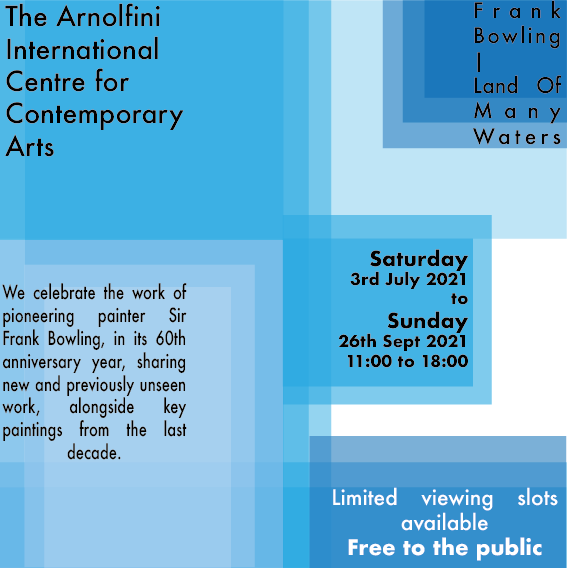 The Arnolfini
International
Centre for
Contemporary
Arts
Frank
Bowling
|
Land Of
Many
Waters
Saturday
3rd July 2021
to
Sunday
26th Sept 2021
11:00 to 18:00
We celebrate the work of
pioneering painter Sir
Frank Bowling, in its 60th
anniversary year, sharing
new and previously unseen
work, alongside key
paintings from the last
decade.
Limited viewing slots
available
Free to the public